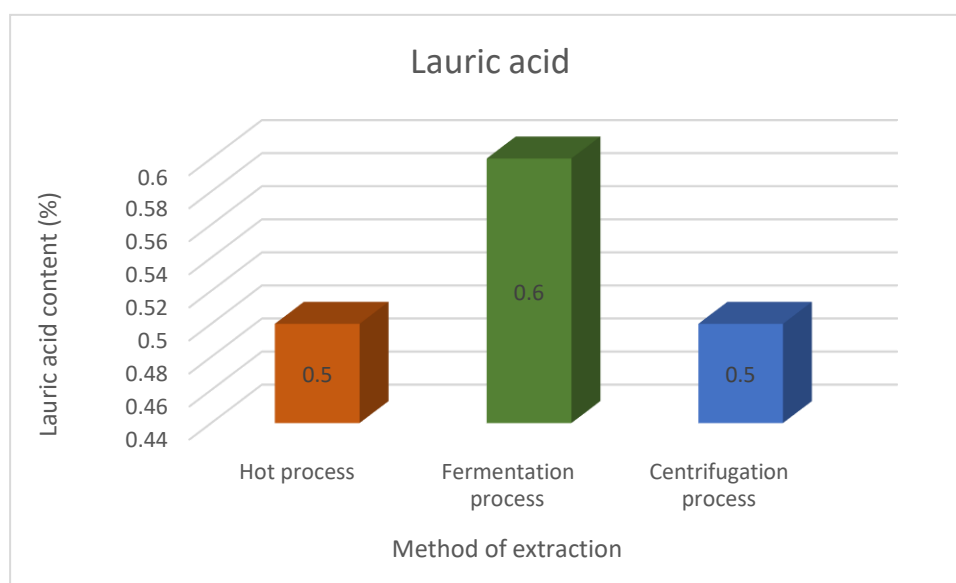 Lauric acid
Lauric acid content (%)
0.6
0.58
0.56
0.54
0.52
0.5
0.48
0.46
0.44
0.5
0.6
0.5
Hot process
Fermentation
process
Centrifugation
process
Method of extraction